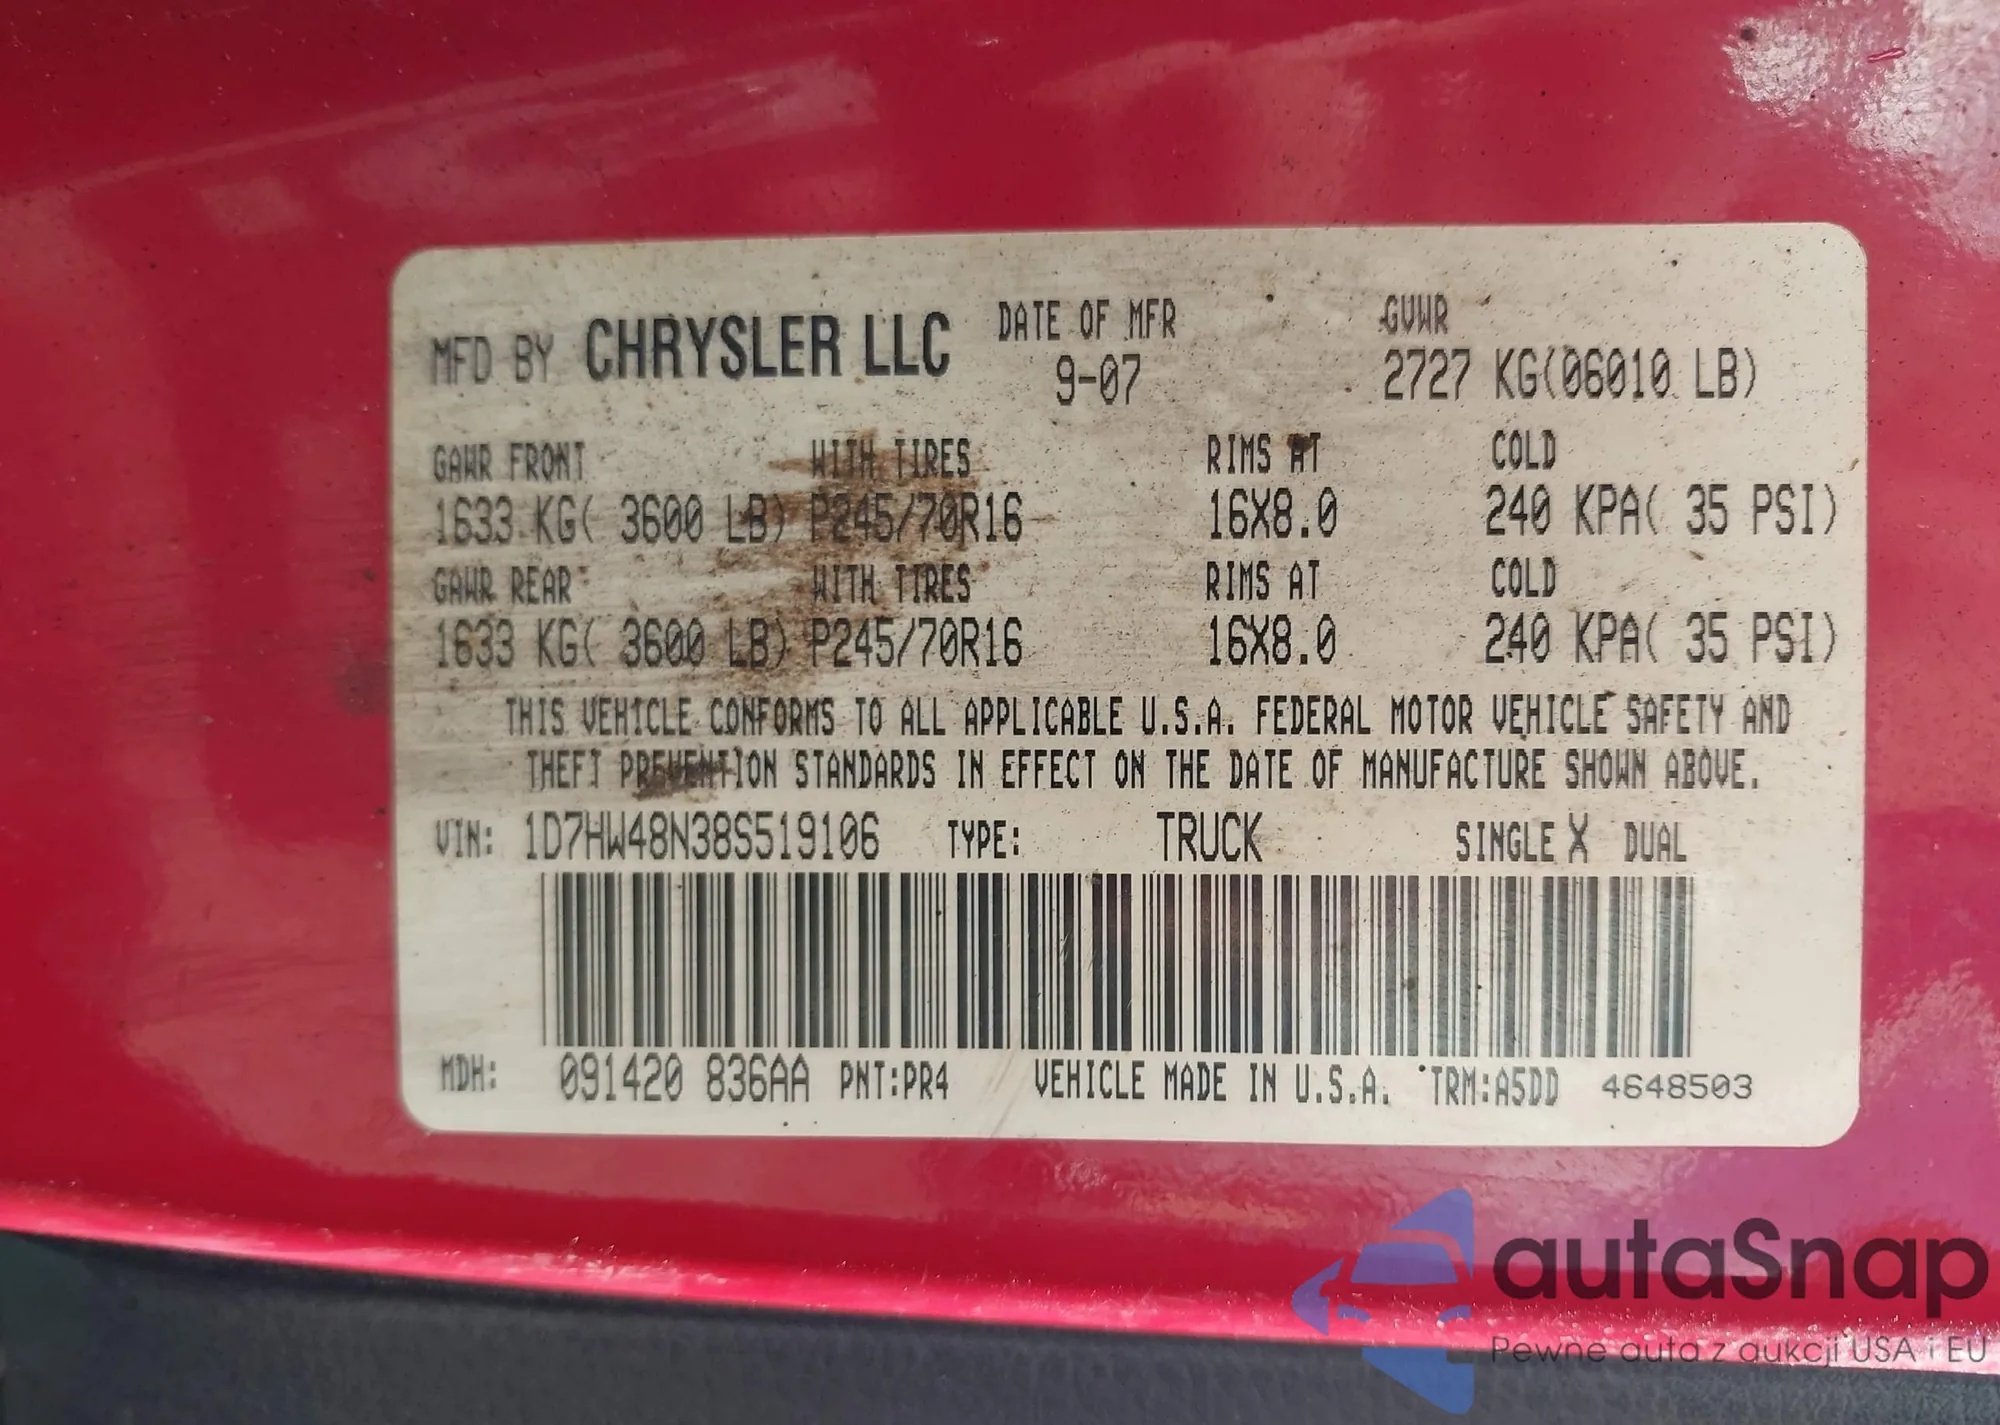 MFD BY CHRYSLER LLC DATE OF MFR GVWR
9-07 2727 KG(06010 LB)
GAWR FRONT WITH TIRES RIMS AT COLD
1633 KG( 3600 LB) P245/70R16 16X8.0 240 KPA( 35 PSI)
GAWR REAR WITH TIRES RIMS AT COLD
1633 KG( 3600 LB) P245/70R16 16X8.0 240 KPA( 35 PSI)
THIS VEHICLE CONFORMS TO ALL APPLICABLE U.S.A. FEDERAL MOTOR VEHICLE SAFETY AND
THEFT PREVENTION STANDARDS IN EFFECT ON THE DATE OF MANUFACTURE SHOWN ABOVE.
VIN: 1D7HW48N38S519106 TYPE: TRUCK SINGLE X DUAL
MDH: 091420 836AA PNT:PR4 VEHICLE MADE IN U.S.A. TRM:A5DD 4648503
autaSnap
Pewne auta z aukcji USA i EU